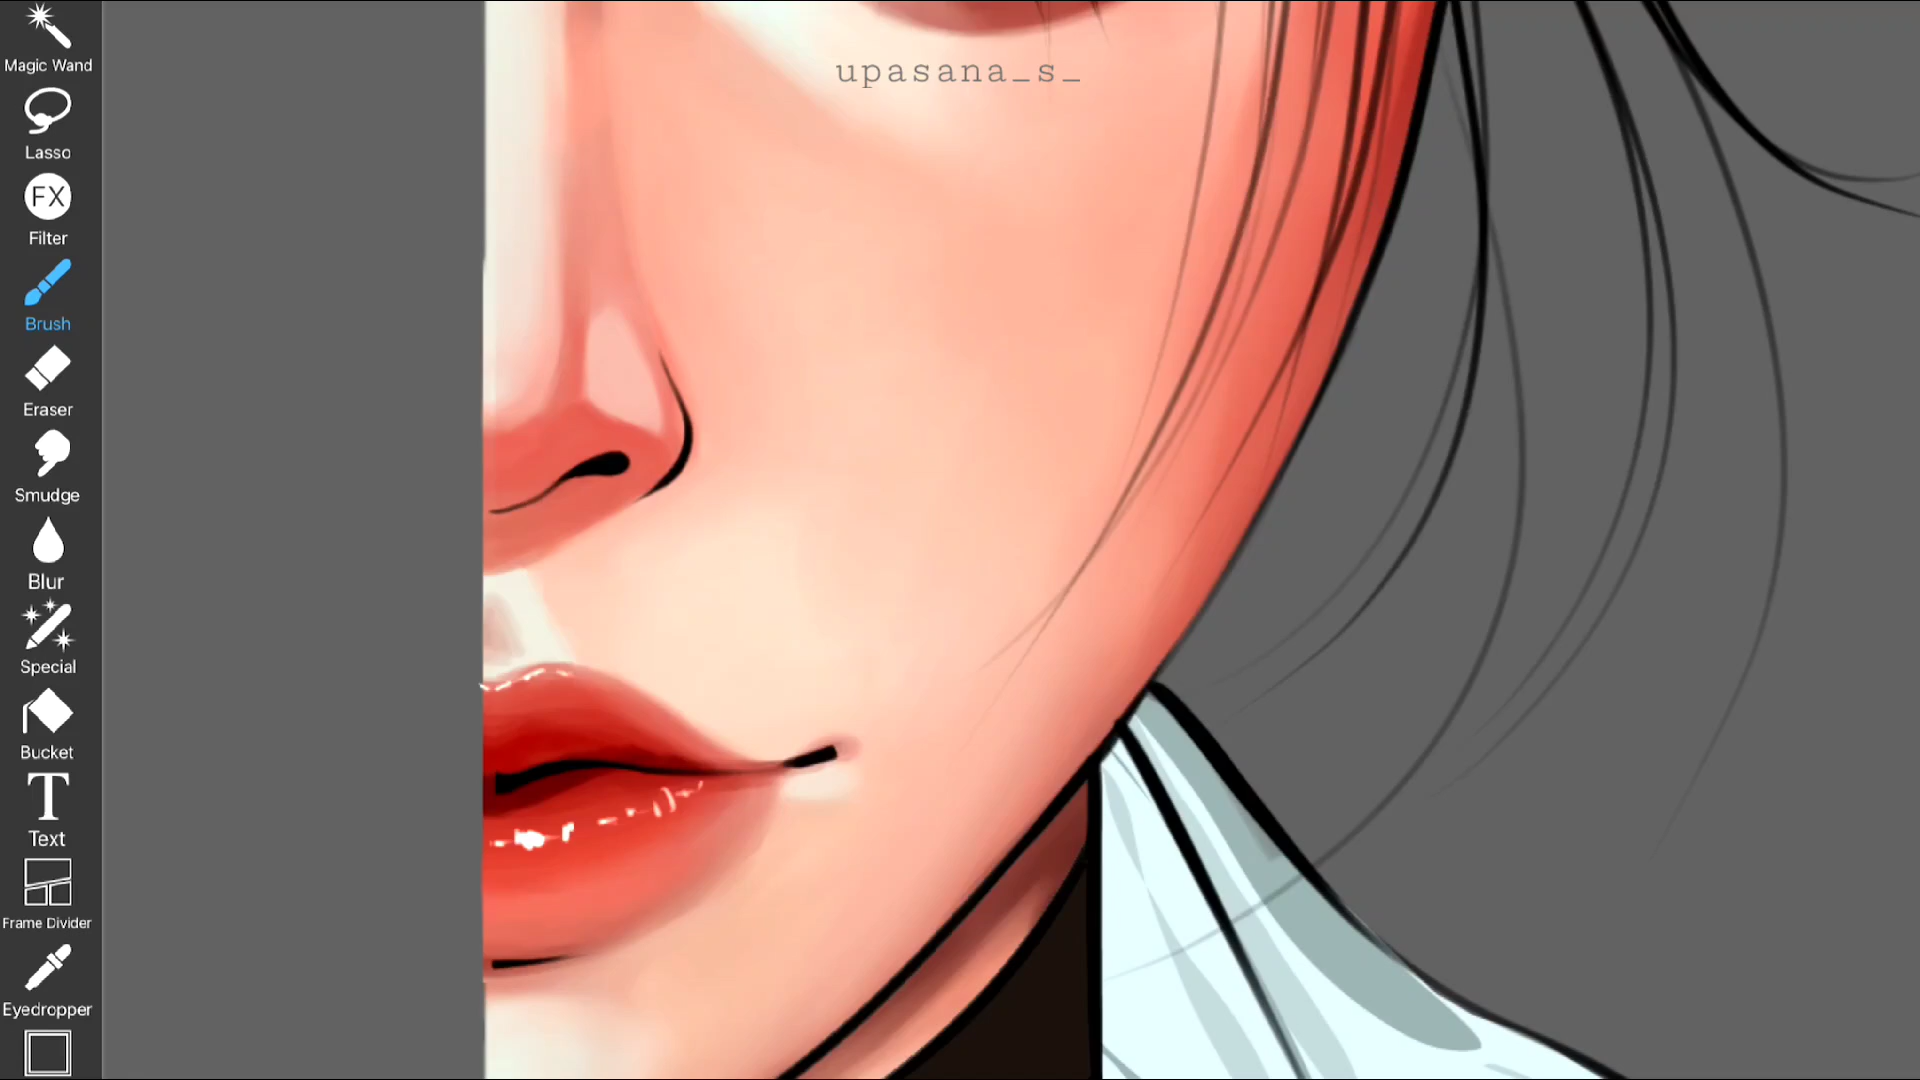 Magic Wand
upasana_s_
Lasso
FX
Filter
Brush
Eraser
Smudge
Blur
Special
Bucket
T
Text
Frame Divider
Eyedropper